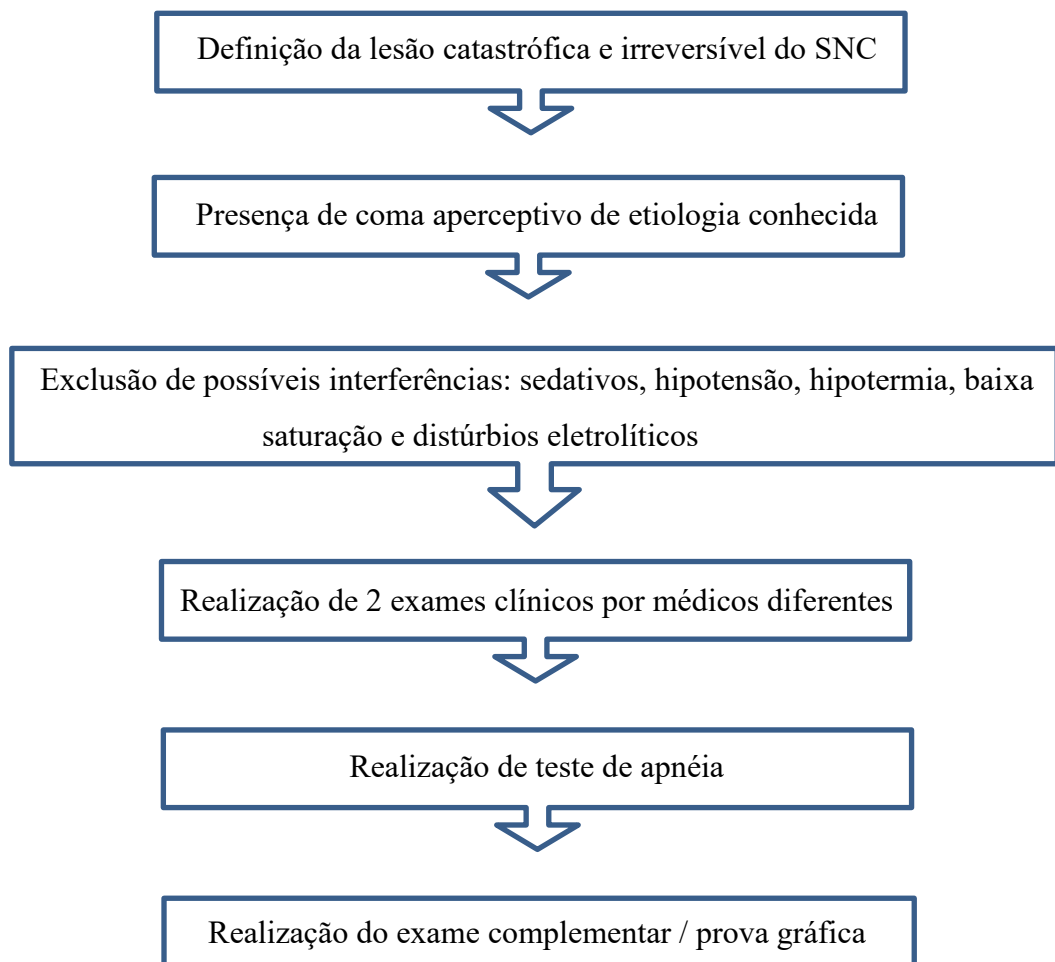 Definição da lesão catastrófica e irreversível do SNC
Presença de coma aperceptivo de etiologia conhecida
Exclusão de possíveis interferências: sedativos, hipotensão, hipotermia, baixa
saturação e distúrbios eletrolíticos
Realização de 2 exames clínicos por médicos diferentes
Realização de teste de apnéia
Realização do exame complementar / prova gráfica